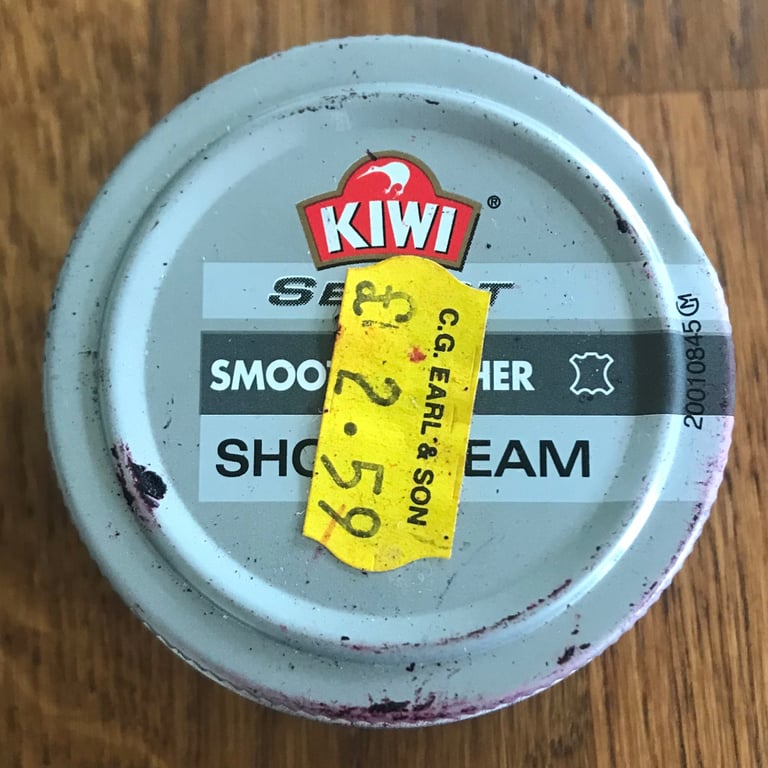 KIWI ®
SE T
SMOO HER
SHO EAM
20010845
C.G. EARL & SON
£ 2.59